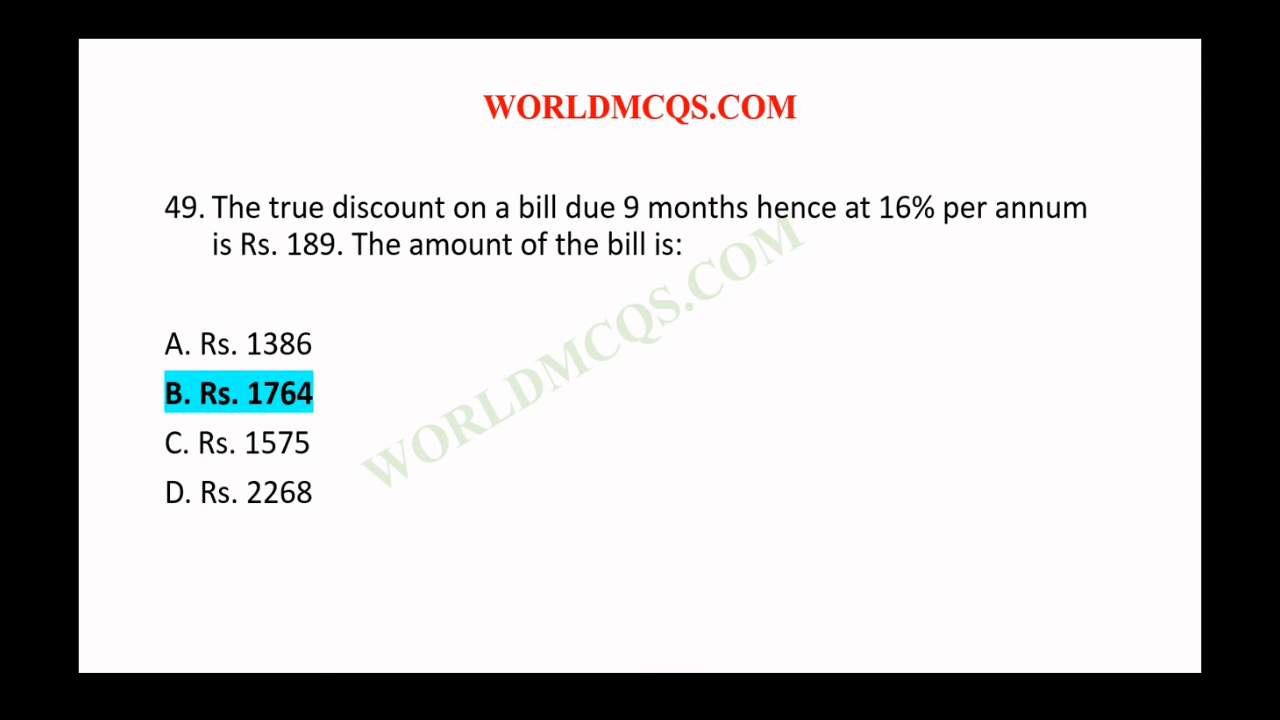 WORLDMCQS.COM
49. The true discount on a bill due 9 months hence at 16% per annum
is Rs. 189. The amount of the bill is:
WORLDMCQS.COM
A. Rs. 1386
B. Rs. 1764
C. Rs. 1575
D. Rs. 2268